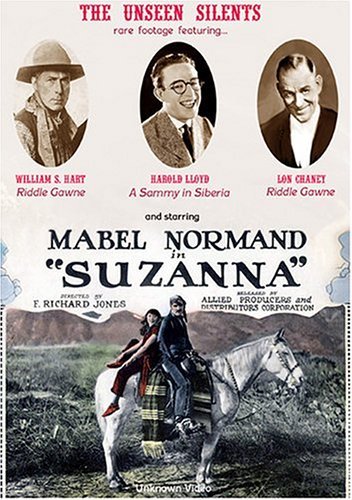 THE UNSEEN SILENTS
rare footage featuring...
WILLIAM S. HART
Riddle Gawne
HAROLD LLOYD
A Sammy in Siberia
LON CHANEY
Riddle Gawne
and starring
MABEL NORMAND
in
"SUZANNA"
DIRECTED BY
F. RICHARD JONES
RELEASED BY
ALLIED PRODUCERS and
DISTRIBUTORS CORPORATION
Unknown Video